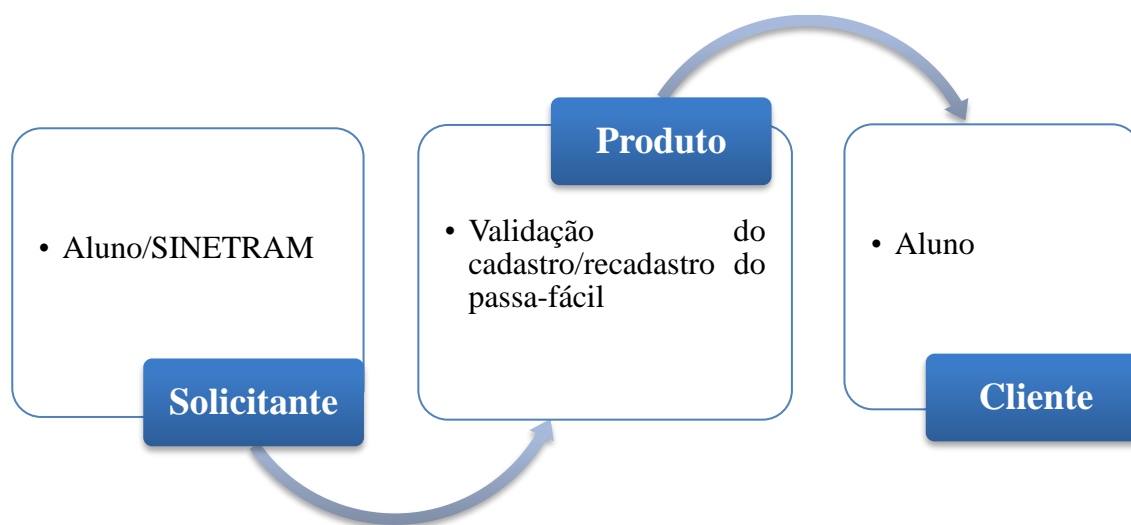 • Aluno/SINETRAM
Solicitante
Produto
• Validação do
cadastro/recadastro do
passa-fácil
• Aluno
Cliente